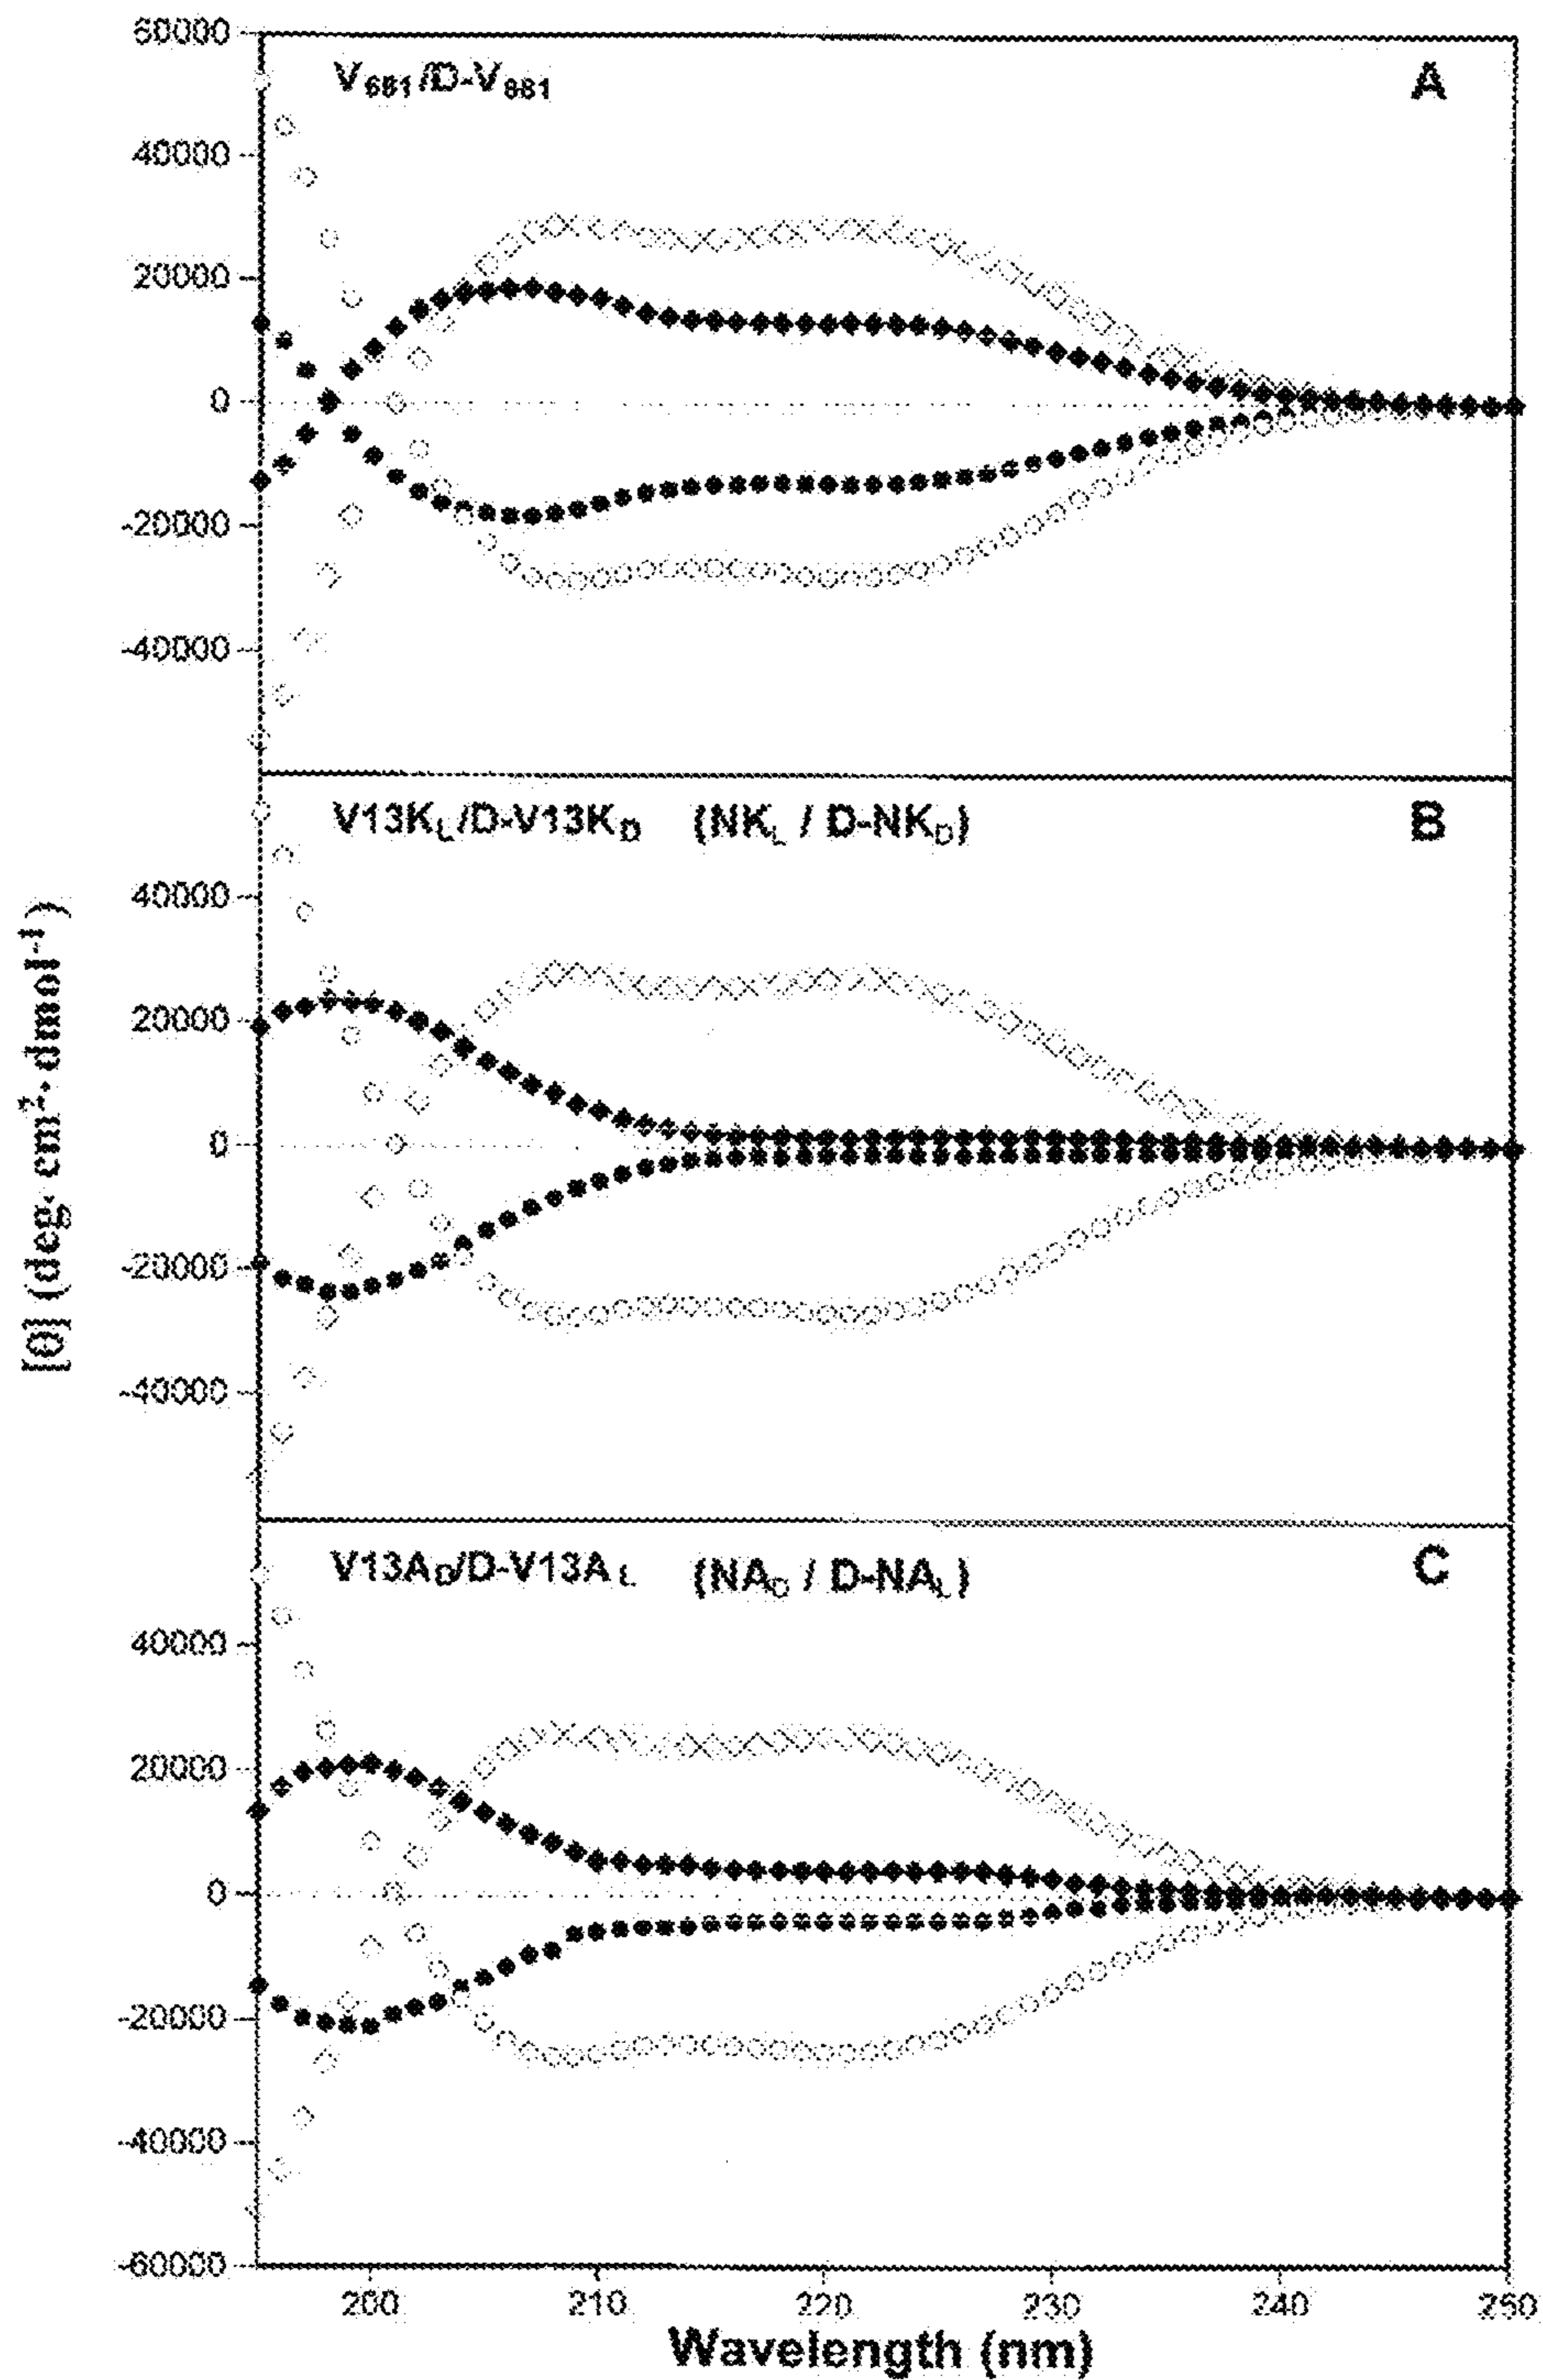 60000
V681/D-V681
A
40000
20000
0
-20000
-40000
V13KL/D-V13KD (NKL / D-NKD)
B
40000
20000
0
-20000
-40000
[θ] (deg· cm²· dmol⁻¹)
V13AD/D-V13AL (NAD / D-NAL)
C
40000
20000
0
-20000
-40000
-60000
200 210 220 230 240 250
Wavelength (nm)